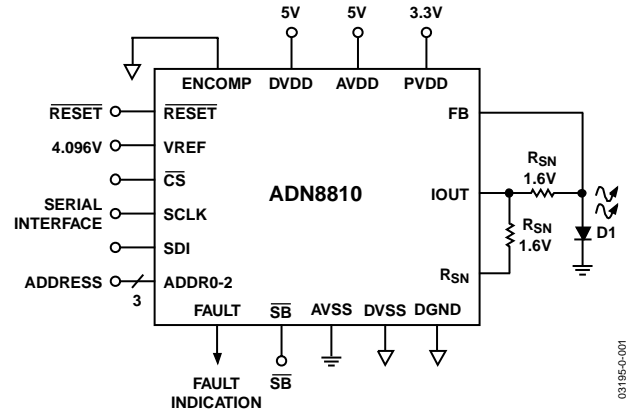 5V
5V
3.3V
ENCOMP
DVDD
AVDD
PVDD
RESET
RESET
FB
4.096V
VREF
CS
ADN8810
IOUT
RSN
1.6V
SERIAL
INTERFACE
SCLK
SDI
RSN
1.6V
D1
ADDRESS
3
ADDR0-2
RSN
FAULT
SB
AVSS
DVSS
DGND
FAULT
INDICATION
SB
03195-0-001